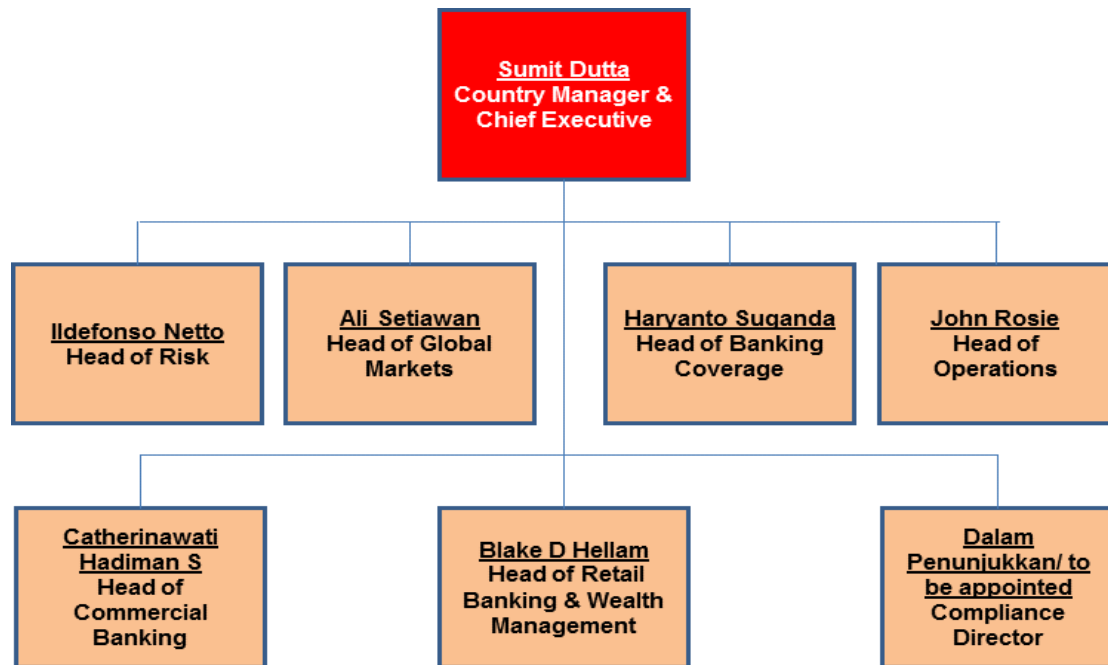 Sumit Dutta
Country Manager &
Chief Executive
Ildefonso Netto
Head of Risk
Ali Setiawan
Head of Global
Markets
Haryanto Suganda
Head of Banking
Coverage
John Rosie
Head of
Operations
Catherinawati
Hadiman S
Head of
Commercial
Banking
Blake D Hellam
Head of Retail
Banking & Wealth
Management
Dalam
Penunjukkan/ to
be appointed
Compliance
Director